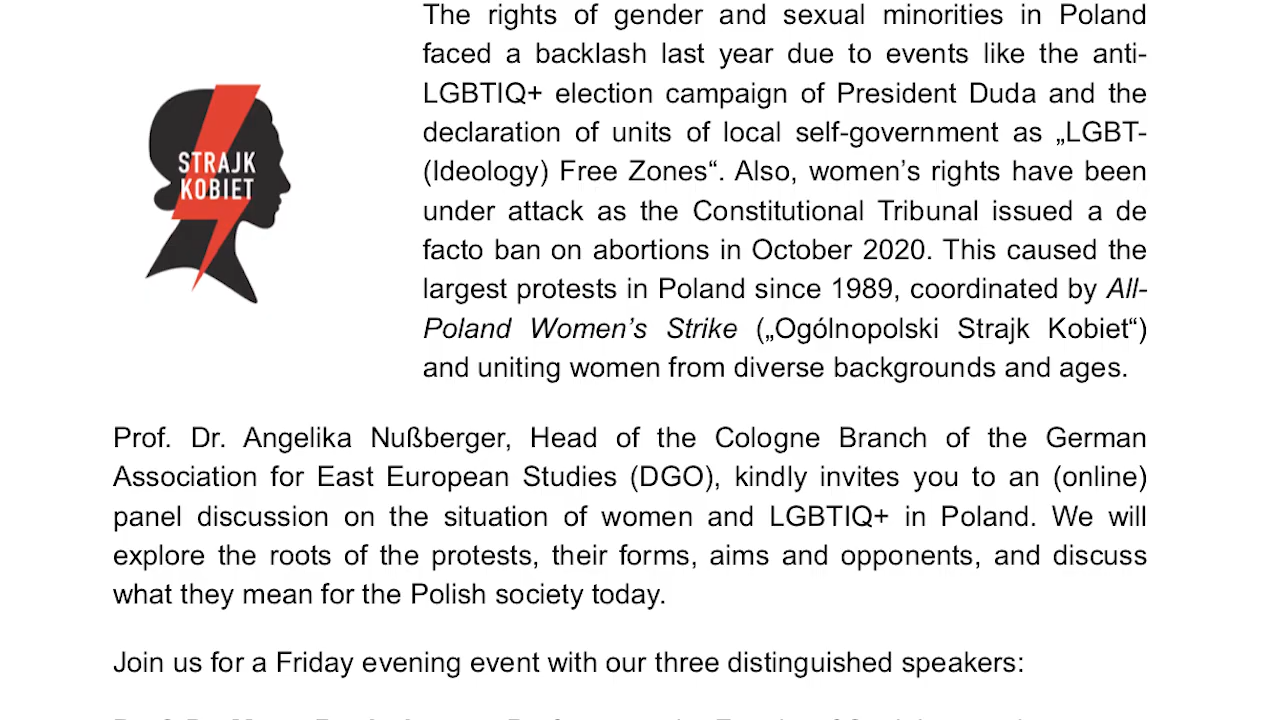 The rights of gender and sexual minorities in Poland
faced a backlash last year due to events like the anti-
LGBTIQ+ election campaign of President Duda and the
declaration of units of local self-government as „LGBT-
(Ideology) Free Zones“. Also, women’s rights have been
under attack as the Constitutional Tribunal issued a de
facto ban on abortions in October 2020. This caused the
largest protests in Poland since 1989, coordinated by All-
Poland Women’s Strike („Ogólnopolski Strajk Kobiet“)
and uniting women from diverse backgrounds and ages.
STRAJK
KOBIET
Prof. Dr. Angelika Nußberger, Head of the Cologne Branch of the German
Association for East European Studies (DGO), kindly invites you to an (online)
panel discussion on the situation of women and LGBTIQ+ in Poland. We will
explore the roots of the protests, their forms, aims and opponents, and discuss
what they mean for the Polish society today.
Join us for a Friday evening event with our three distinguished speakers: